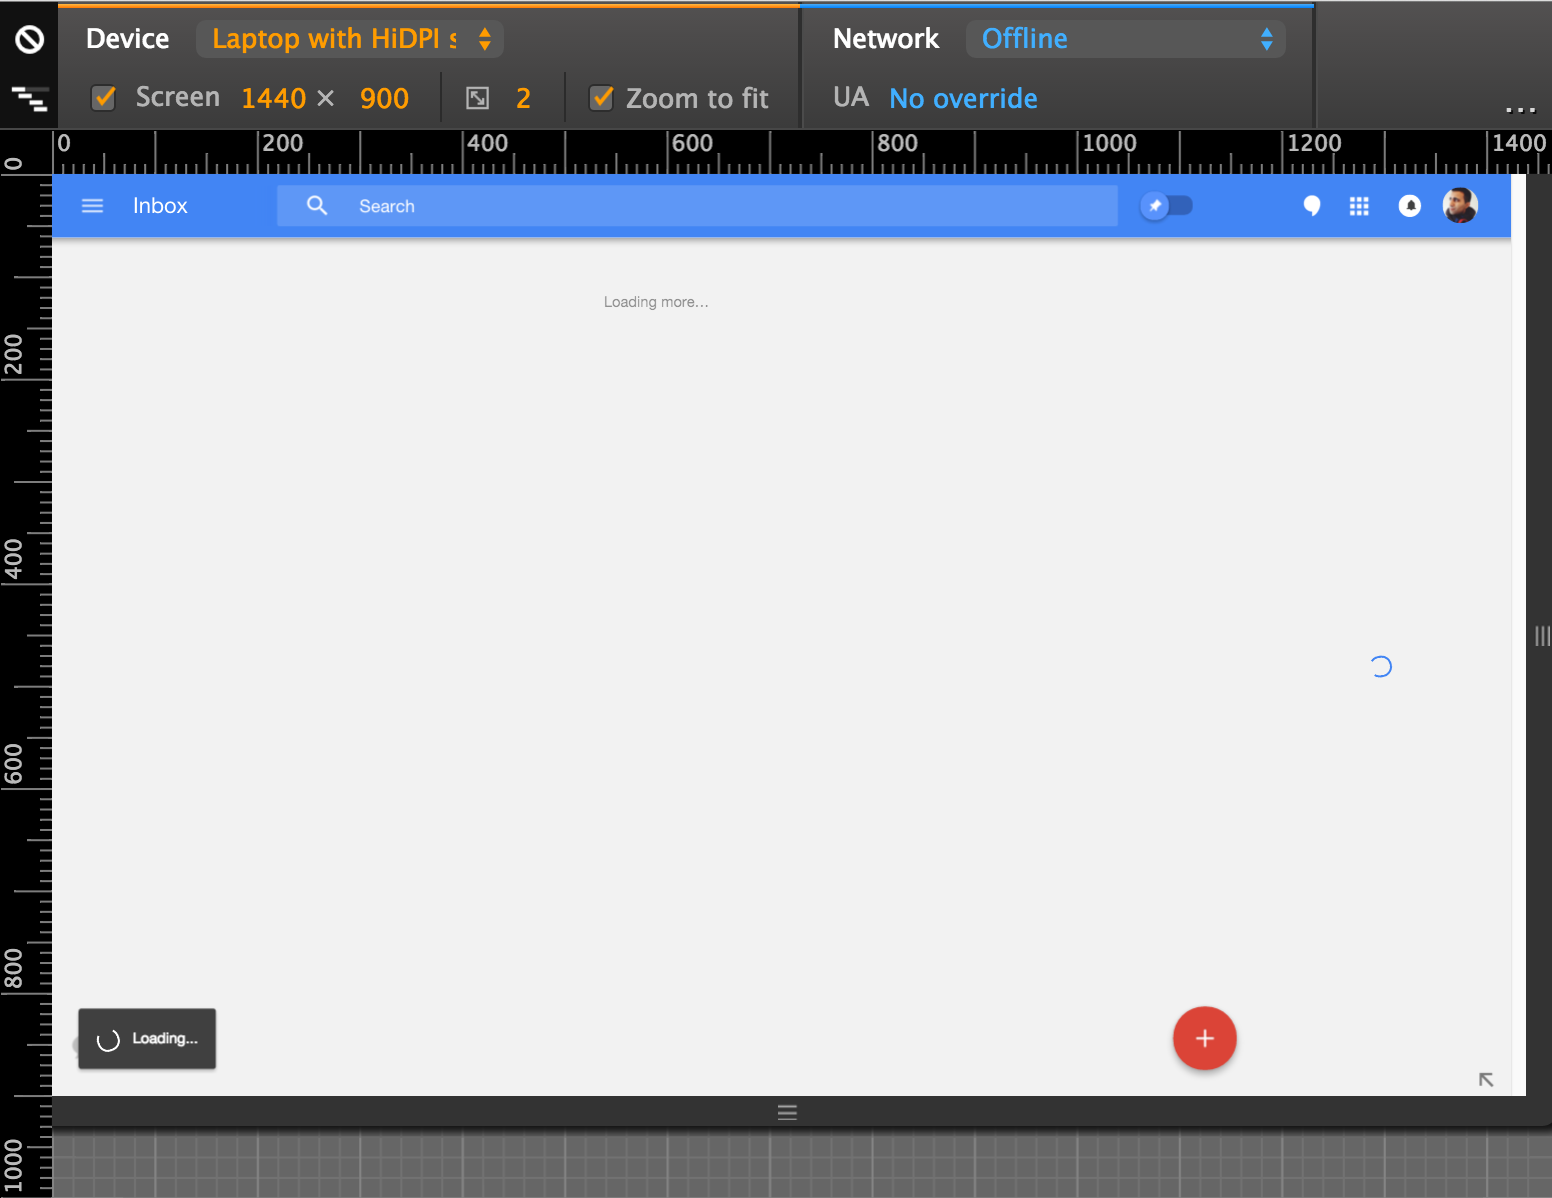 Device Laptop with HiDPI s Network Offline
Screen 1440 × 900 2 Zoom to fit UA No override
...
0 200 400 600 800 1000 1200 1400
0
Inbox Search
Loading more...
200
400
600
800
Loading...
+
1000